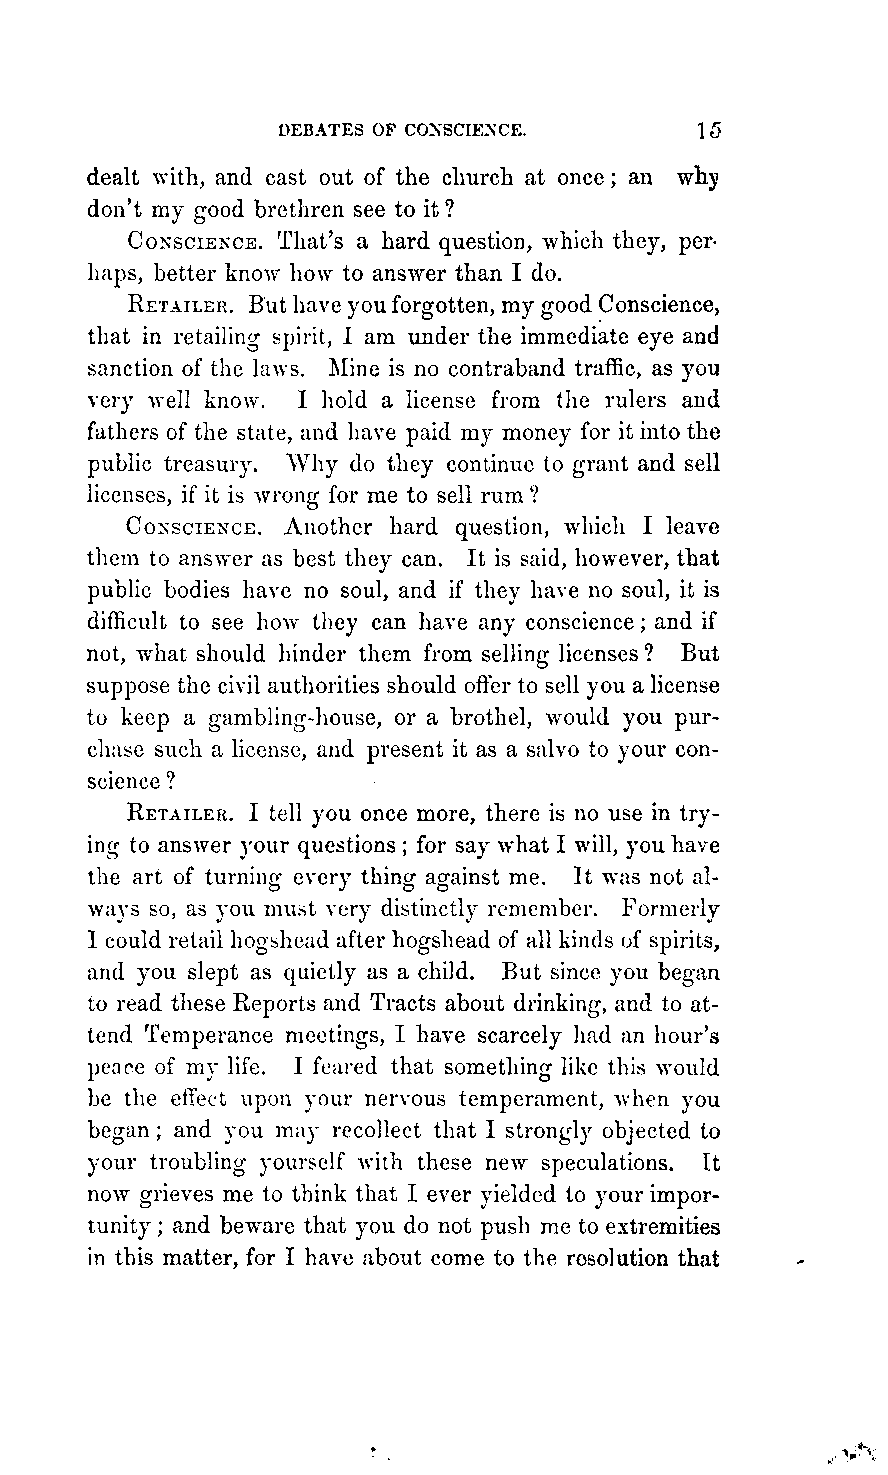 DEBATES OF CONSCIENCE. 15
dealt with, and cast out of the church at once; an why
don't my good brethren see to it?
CONSCIENCE. That's a hard question, which they, per-
haps, better know how to answer than I do.
RETAILER. But have you forgotten, my good Conscience,
that in retailing spirit, I am under the immediate eye and
sanction of the laws. Mine is no contraband traffic, as you
very well know. I hold a license from the rulers and
fathers of the state, and have paid my money for it into the
public treasury. Why do they continue to grant and sell
licenses, if it is wrong for me to sell rum?
CONSCIENCE. Another hard question, which I leave
them to answer as best they can. It is said, however, that
public bodies have no soul, and if they have no soul, it is
difficult to see how they can have any conscience; and if
not, what should hinder them from selling licenses? But
suppose the civil authorities should offer to sell you a license
to keep a gambling-house, or a brothel, would you pur-
chase such a license, and present it as a salvo to your con-
science?
RETAILER. I tell you once more, there is no use in try-
ing to answer your questions; for say what I will, you have
the art of turning every thing against me. It was not al-
ways so, as you must very distinctly remember. Formerly
I could retail hogshead after hogshead of all kinds of spirits,
and you slept as quietly as a child. But since you began
to read these Reports and Tracts about drinking, and to at-
tend Temperance meetings, I have scarcely had an hour's
peace of my life. I feared that something like this would
be the effect upon your nervous temperament, when you
began; and you may recollect that I strongly objected to
your troubling yourself with these new speculations. It
now grieves me to think that I ever yielded to your impor-
tunity; and beware that you do not push me to extremities
in this matter, for I have about come to the resolution that